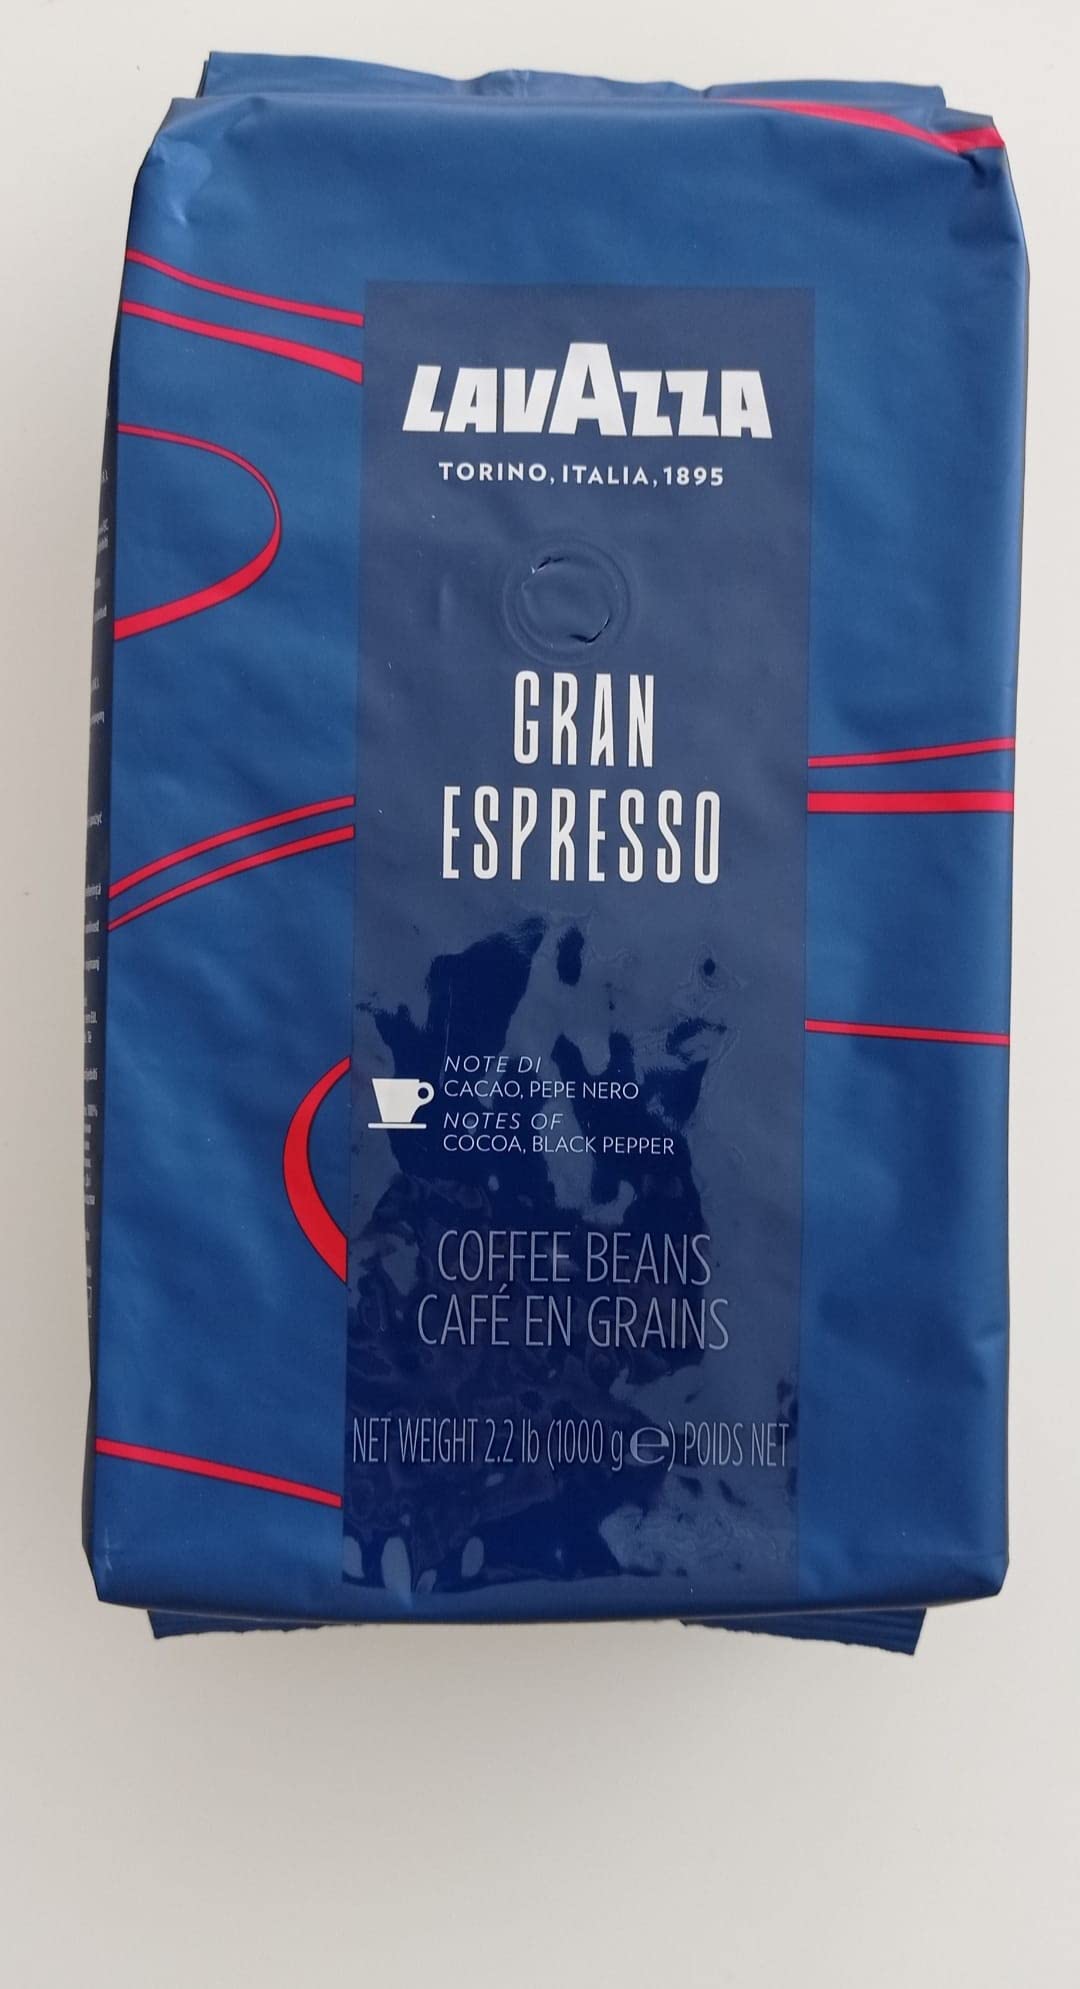 LAVAZZA
TORINO, ITALIA, 1895
GRAN
ESPRESSO
NOTE DI
CACAO, PEPE NERO
NOTES OF
COCOA, BLACK PEPPER
COFFEE BEANS
CAFÉ EN GRAINS
NET WEIGHT 2.2 lb (1000 g ℮) POIDS NET